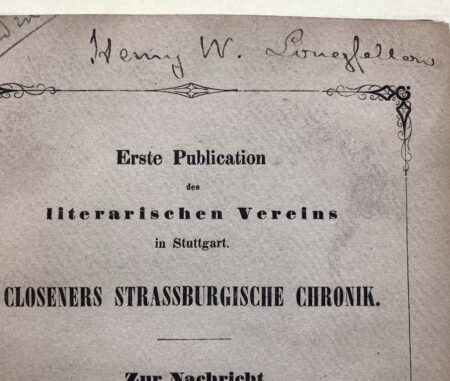 Henry W. Longfellow
Erste Publication
des
literarischen Vereins
in Stuttgart.
CLOSENERS STRASSBURGISCHE CHRONIK.
Zur Nachricht